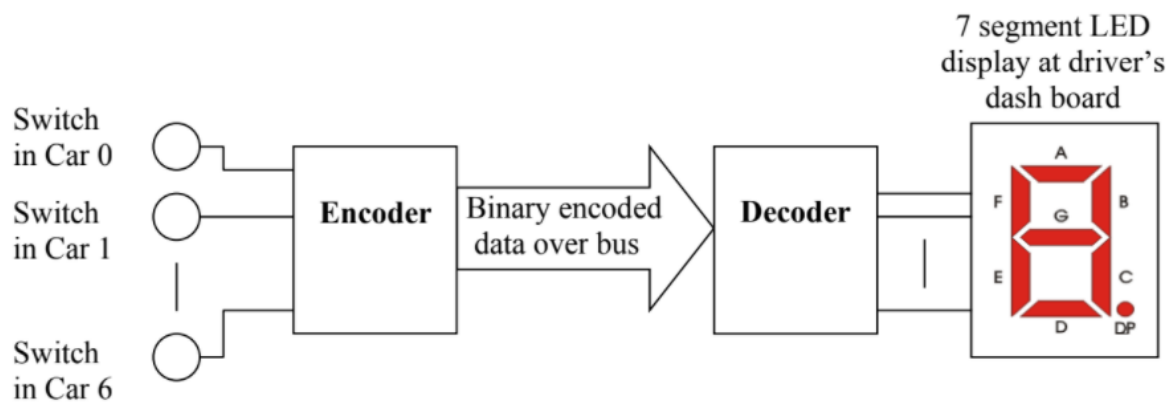 7 segment LED
display at driver's
dash board
Switch
in Car 0
Switch
in Car 1
Switch
in Car 6
Encoder
Binary encoded
data over bus
Decoder
A
F
B
G
E
C
D
DP